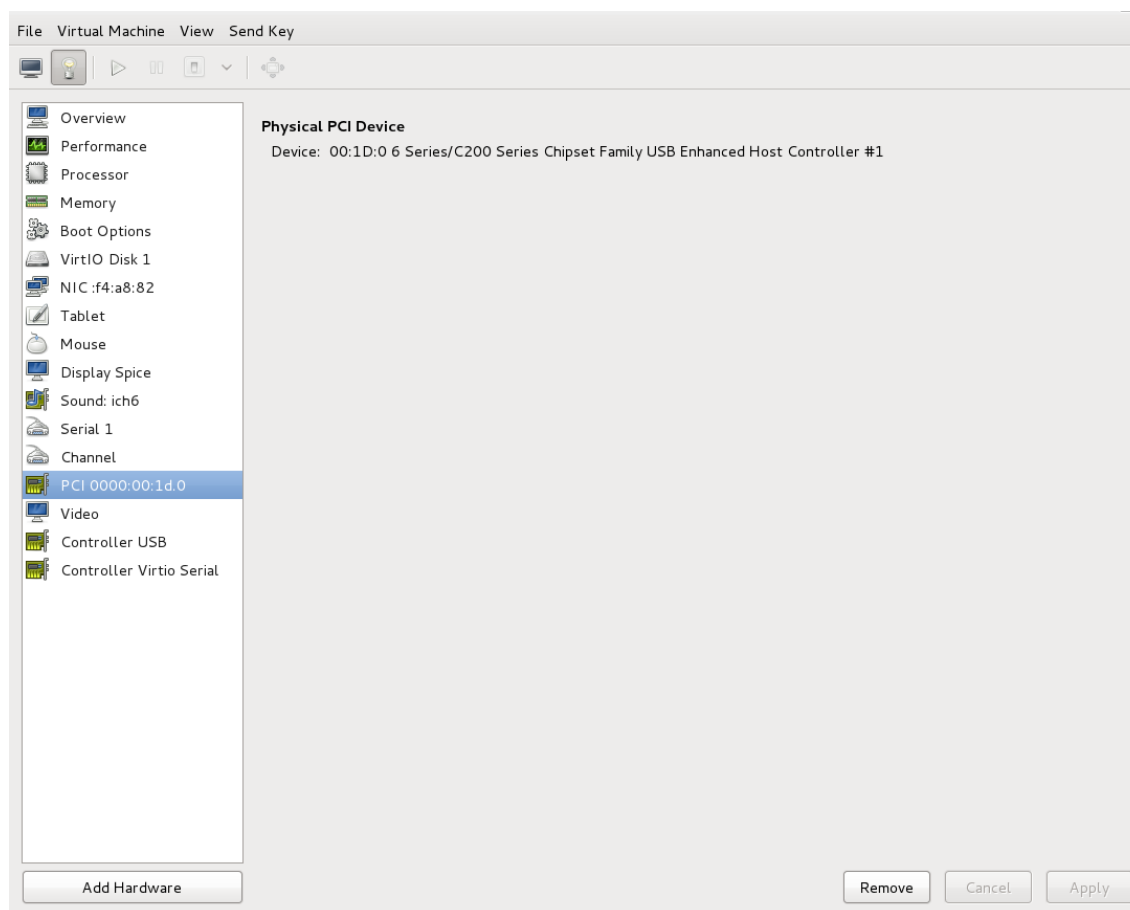 File Virtual Machine View Send Key
Overview
Performance
Processor
Memory
Boot Options
VirtIO Disk 1
NIC :f4:a8:82
Tablet
Mouse
Display Spice
Sound: ich6
Serial 1
Channel
PCI 0000:00:1d.0
Video
Controller USB
Controller Virtio Serial
Add Hardware
Physical PCI Device
Device: 00:1D:0 6 Series/C200 Series Chipset Family USB Enhanced Host Controller #1
Remove Cancel Apply